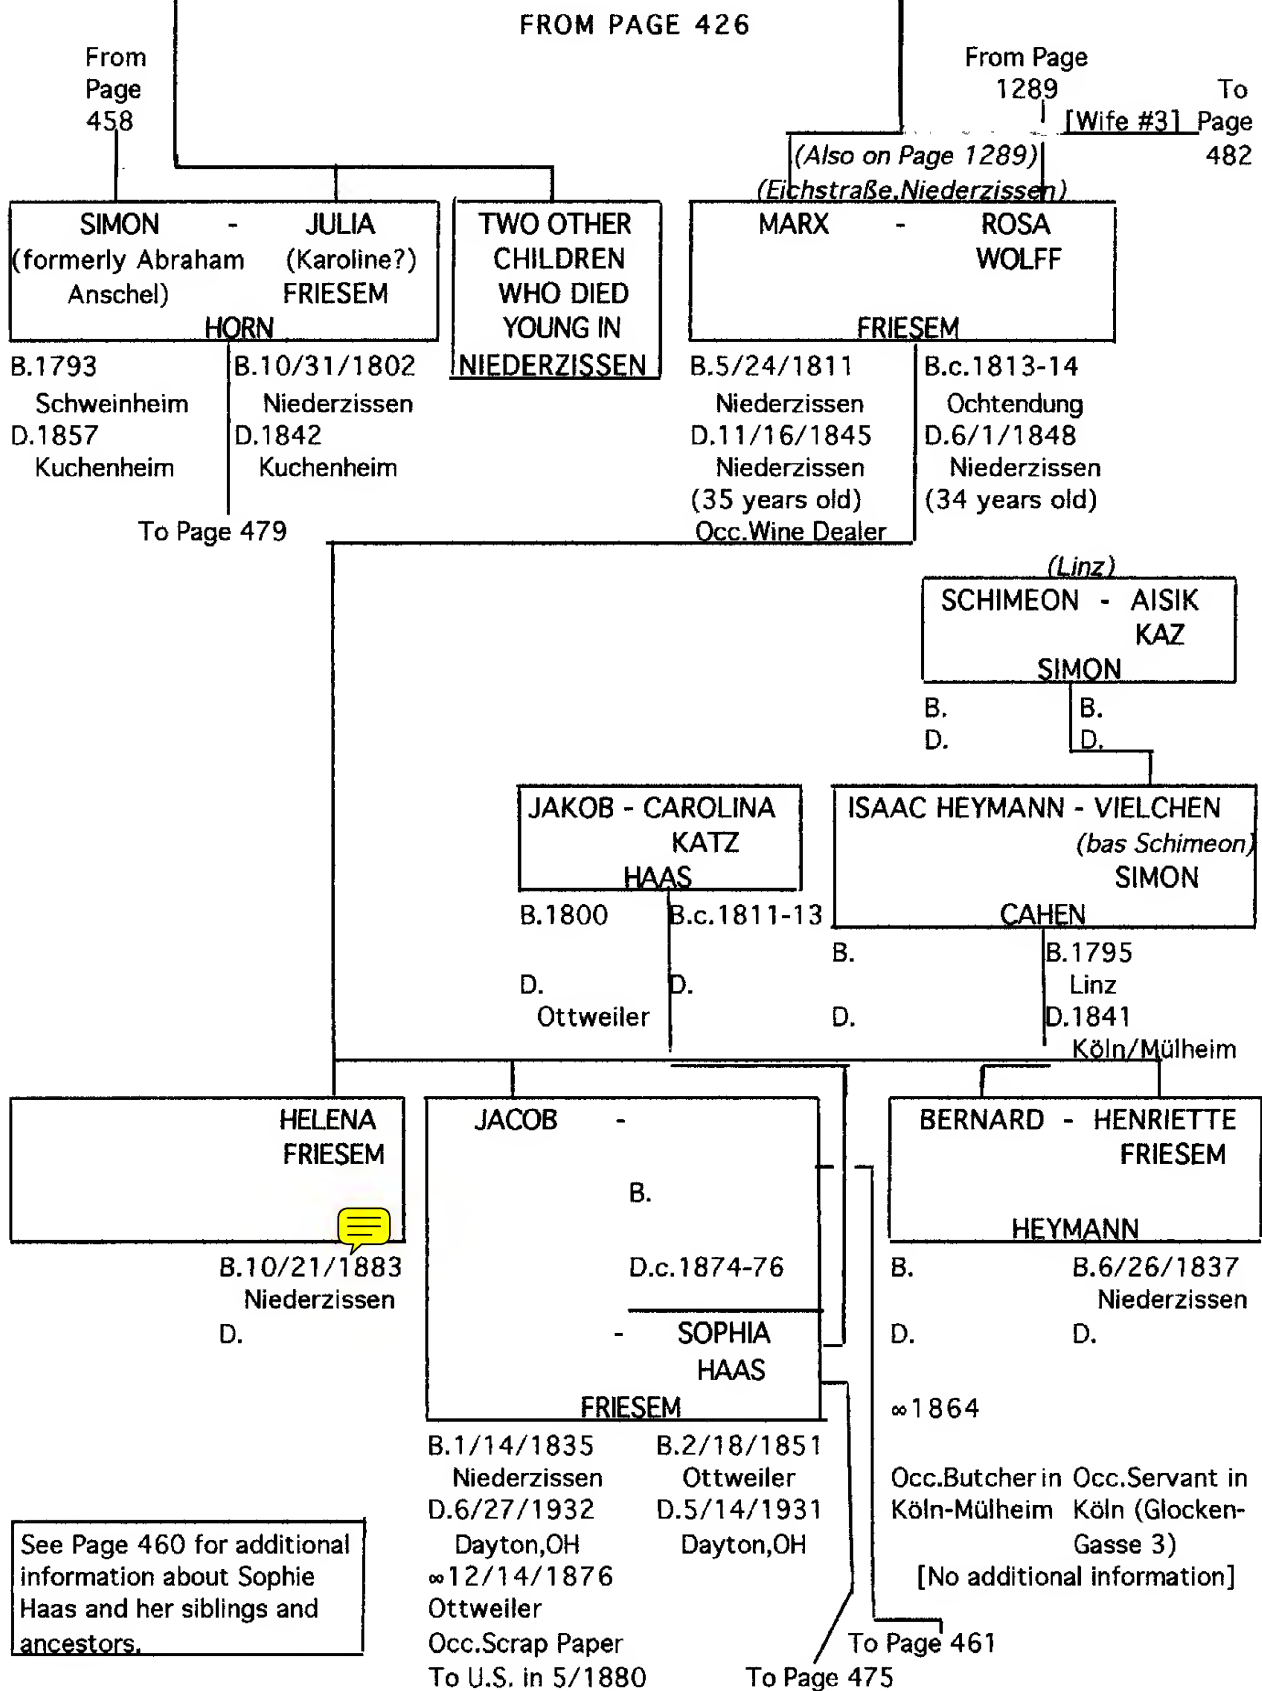 FROM PAGE 426
From
Page
458
From Page
1289
[Wife #3]
To
Page
482
(Also on Page 1289)
(Eichstraße,Niederzissen)
SIMON - JULIA
(formerly Abraham (Karoline?)
Anschel) FRIESEM
HORN
TWO OTHER
CHILDREN
WHO DIED
YOUNG IN
NIEDERZISSEN
MARX - ROSA
WOLFF
FRIESEM
B.1793 B.10/31/1802
Schweinheim Niederzissen
D.1857 D.1842
Kuchenheim Kuchenheim
To Page 479
B.5/24/1811 B.c.1813-14
Niederzissen Ochtendung
D.11/16/1845 D.6/1/1848
Niederzissen Niederzissen
(35 years old) (34 years old)
Occ.Wine Dealer
(Linz)
SCHIMEON - AISIK
KAZ
SIMON
B. B.
D. D.
JAKOB - CAROLINA
KATZ
HAAS
B.1800 B.c.1811-13
D. D.
Ottweiler
ISAAC HEYMANN - VIELCHEN
(bas Schimeon)
SIMON
CAHEN
B. B.1795
Linz
D. D.1841
Köln/Mülheim
HELENA
FRIESEM
B.10/21/1883
Niederzissen
D.
JACOB -
B.
D.c.1874-76
- SOPHIA
HAAS
FRIESEM
B.1/14/1835 B.2/18/1851
Niederzissen Ottweiler
D.6/27/1932 D.5/14/1931
Dayton,OH Dayton,OH
∞12/14/1876
Ottweiler
Occ.Scrap Paper
To U.S. in 5/1880
BERNARD - HENRIETTE
FRIESEM
HEYMANN
B. B.6/26/1837
Niederzissen
D. D.
∞1864
Occ.Butcher in Occ.Servant in
Köln-Mülheim Köln (Glocken-
Gasse 3)
[No additional information]
To Page 461
To Page 475
See Page 460 for additional
information about Sophie
Haas and her siblings and
ancestors.